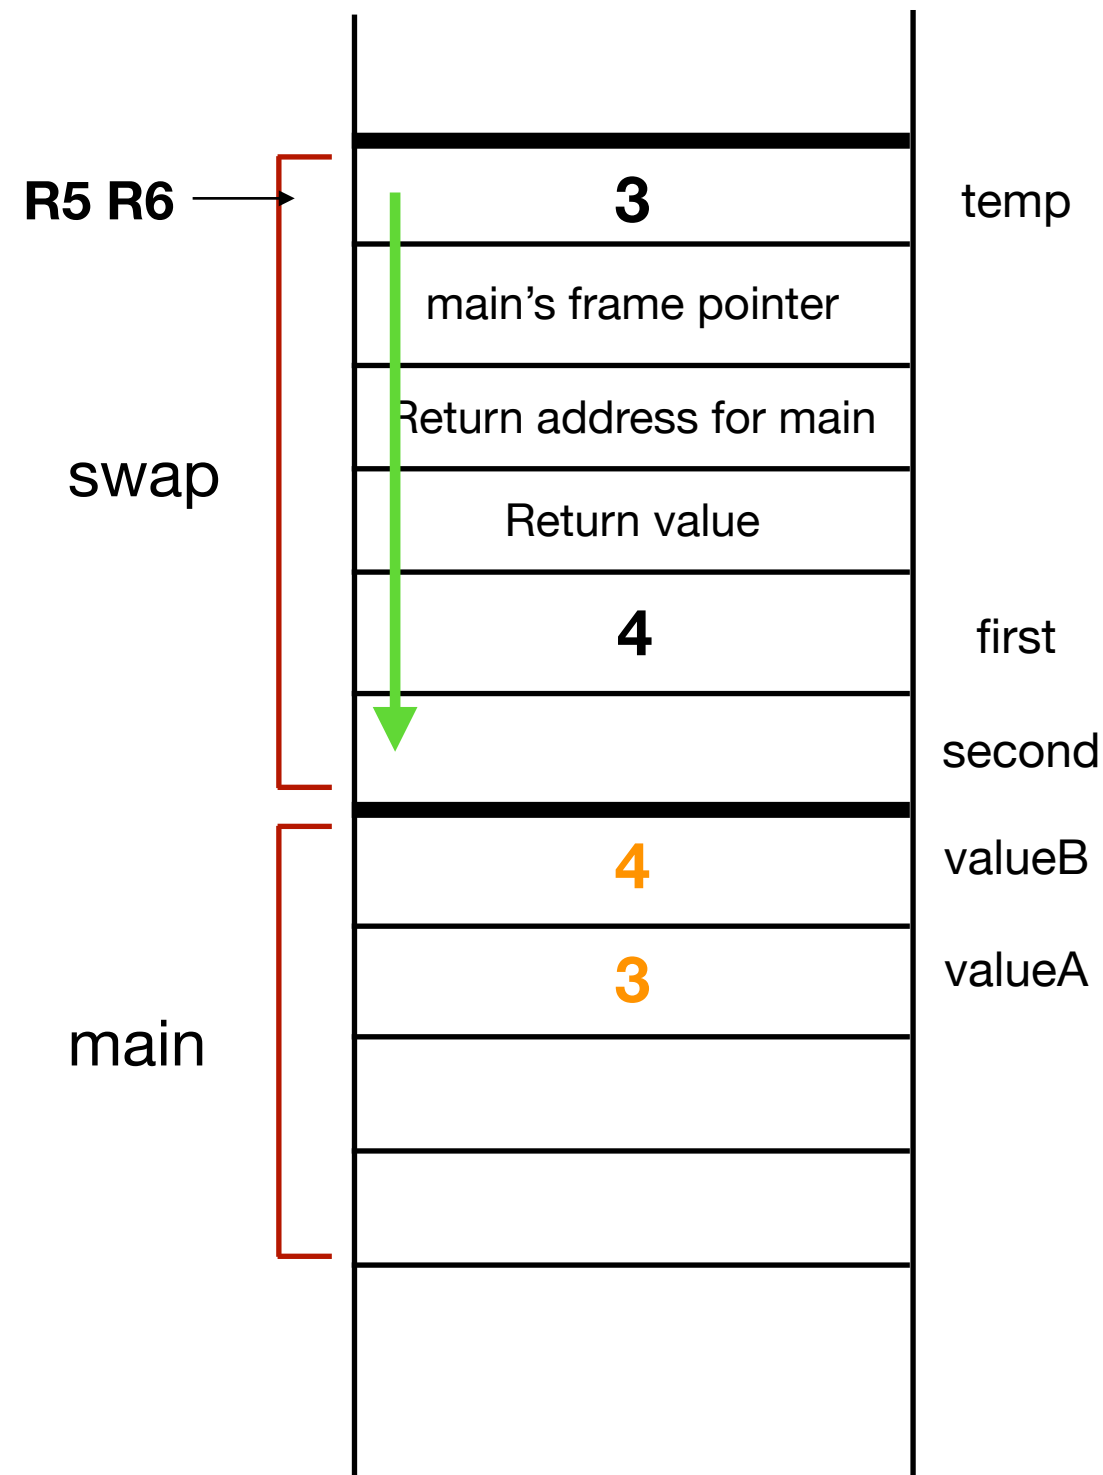 R5 R6
3
temp
main's frame pointer
Return address for main
swap
Return value
4
first
second
4
valueB
3
valueA
main